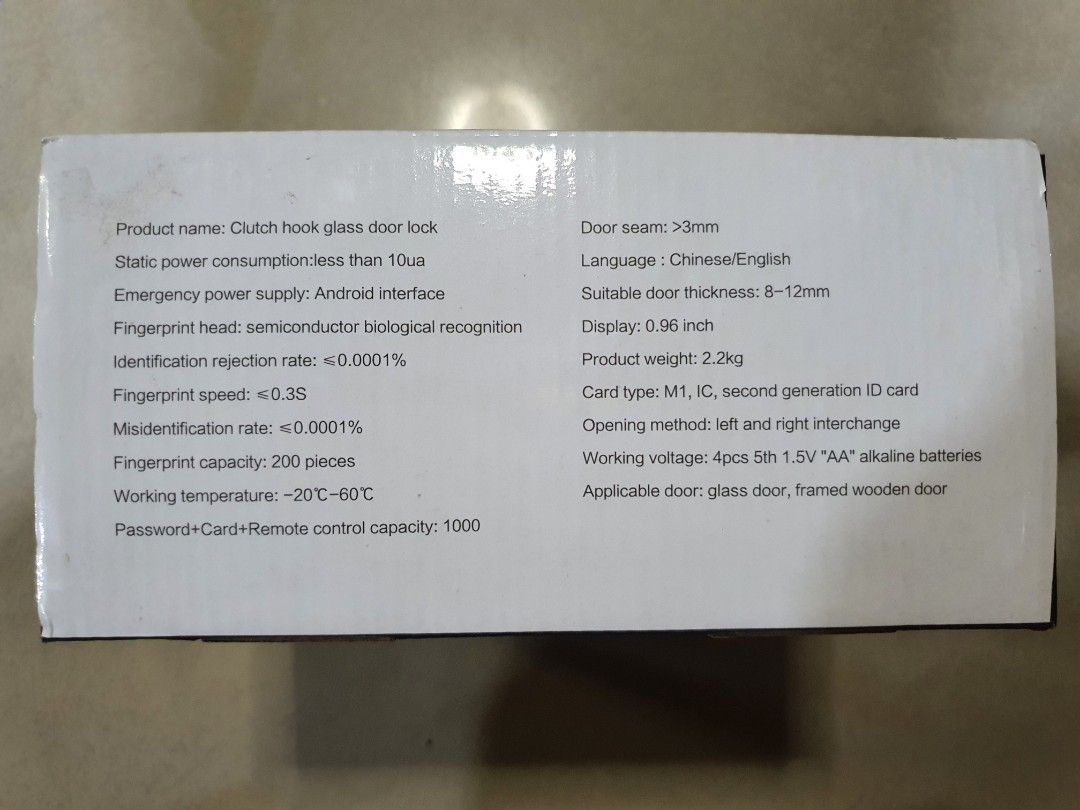 Product name: Clutch hook glass door lock
Static power consumption:less than 10ua
Emergency power supply: Android interface
Fingerprint head: semiconductor biological recognition
Identification rejection rate: ≤0.0001%
Fingerprint speed: ≤0.3S
Misidentification rate: ≤0.0001%
Fingerprint capacity: 200 pieces
Working temperature: −20℃−60℃
Password+Card+Remote control capacity: 1000
Door seam: >3mm
Language : Chinese/English
Suitable door thickness: 8−12mm
Display: 0.96 inch
Product weight: 2.2kg
Card type: M1, IC, second generation ID card
Opening method: left and right interchange
Working voltage: 4pcs 5th 1.5V "AA" alkaline batteries
Applicable door: glass door, framed wooden door